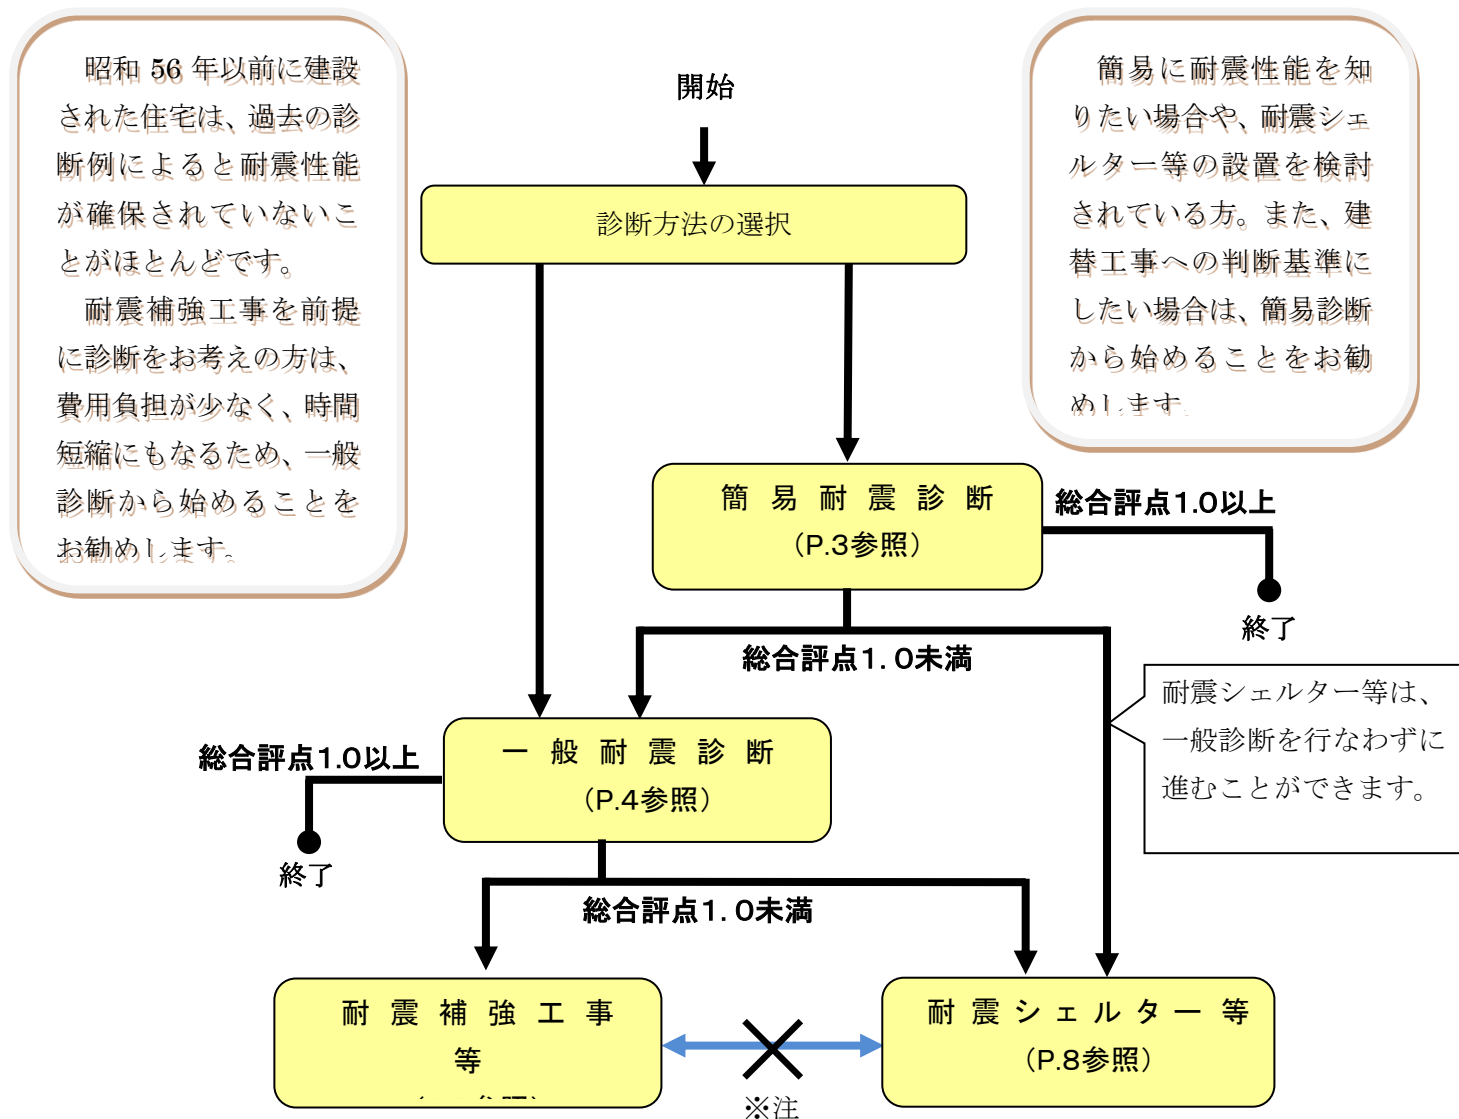 昭和 56 年以前に建設
された住宅は、過去の診
断例によると耐震性能
が確保されていないこ
とがほとんどです。
耐震補強工事を前提
に診断をお考えの方は、
費用負担が少なく、時間
短縮にもなるため、一般
診断から始めることを
お勧めします。
開始
簡易に耐震性能を知
りたい場合や、耐震シェ
ルター等の設置を検討
されている方。また、建
替工事への判断基準に
したい場合は、簡易診断
から始めることをお勧
めします。
診断方法の選択
簡易耐震診断
（P.3参照）
総合評点1.0以上
終了
総合評点1.0未満
耐震シェルター等は、
一般診断を行なわずに
進むことができます。
一般耐震診断
（P.4参照）
総合評点1.0以上
終了
総合評点1.0未満
耐震補強工事
等
耐震シェルター等
（P.8参照）
※注